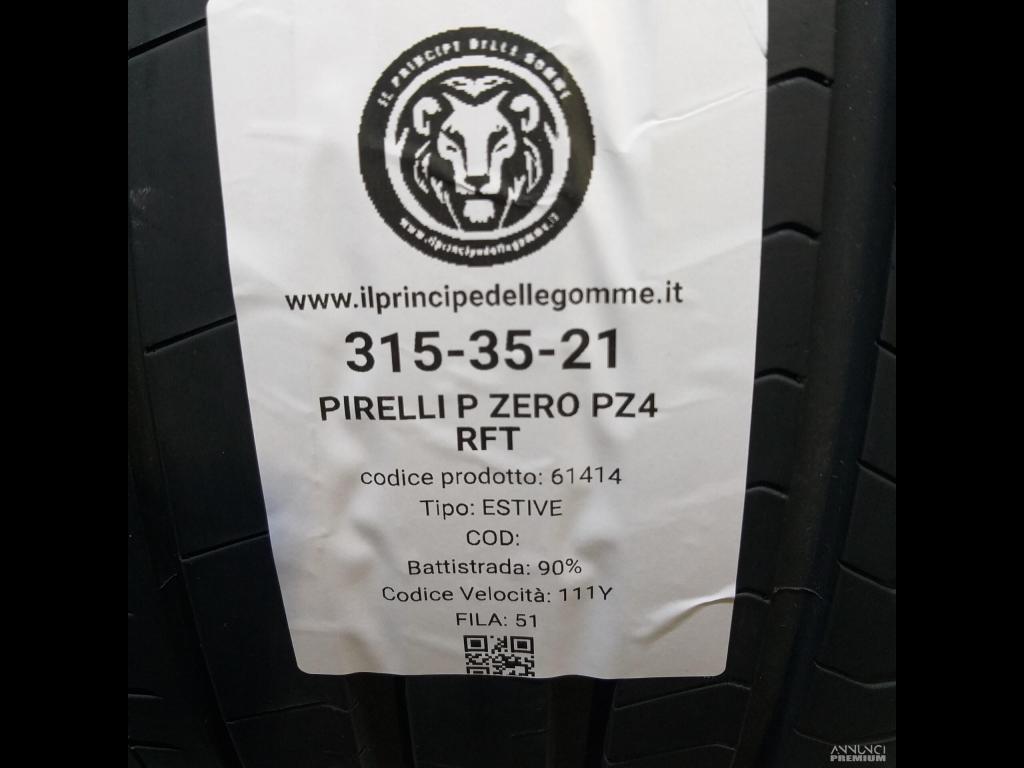 IL PRINCIPE DELLE GOMME
www.ilprincipedellegomme.it
www.ilprincipedellegomme.it
315-35-21
PIRELLI P ZERO PZ4
RFT
codice prodotto: 61414
Tipo: ESTIVE
COD:
Battistrada: 90%
Codice Velocità: 111Y
FILA: 51
ANNUNCI
PREMIUM